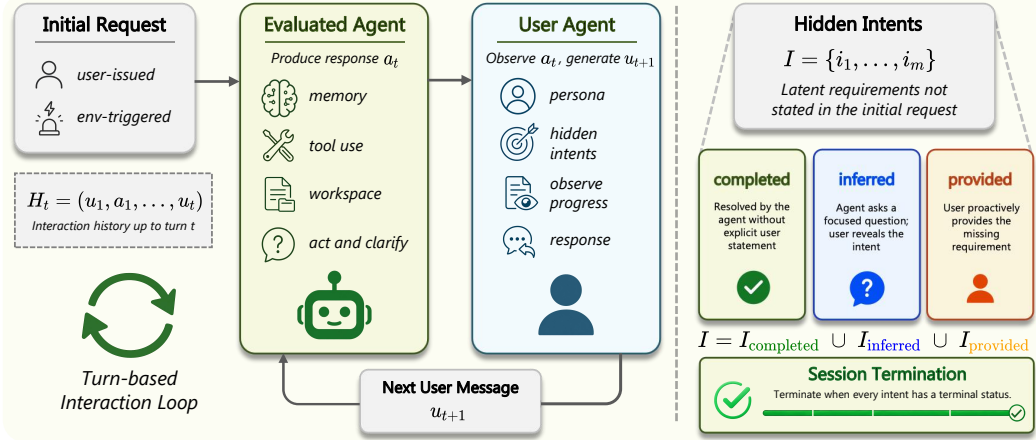 Initial Request
user-issued
env-triggered
H_t = (u_1, a_1, . . . , u_t)
Interaction history up to turn t
Turn-based
Interaction Loop
Evaluated Agent
Produce response a_t
memory
tool use
workspace
act and clarify
User Agent
Observe a_t, generate u_{t+1}
persona
hidden
intents
observe
progress
response
Next User Message
u_{t+1}
Hidden Intents
I = {i_1, . . . , i_m}
Latent requirements not
stated in the initial request
completed
Resolved by the
agent without
explicit user
statement
inferred
Agent asks a
focused question;
user reveals the
intent
provided
User proactively
provides the
missing
requirement
I = I_completed ∪ I_inferred ∪ I_provided
Session Termination
Terminate when every intent has a terminal status.